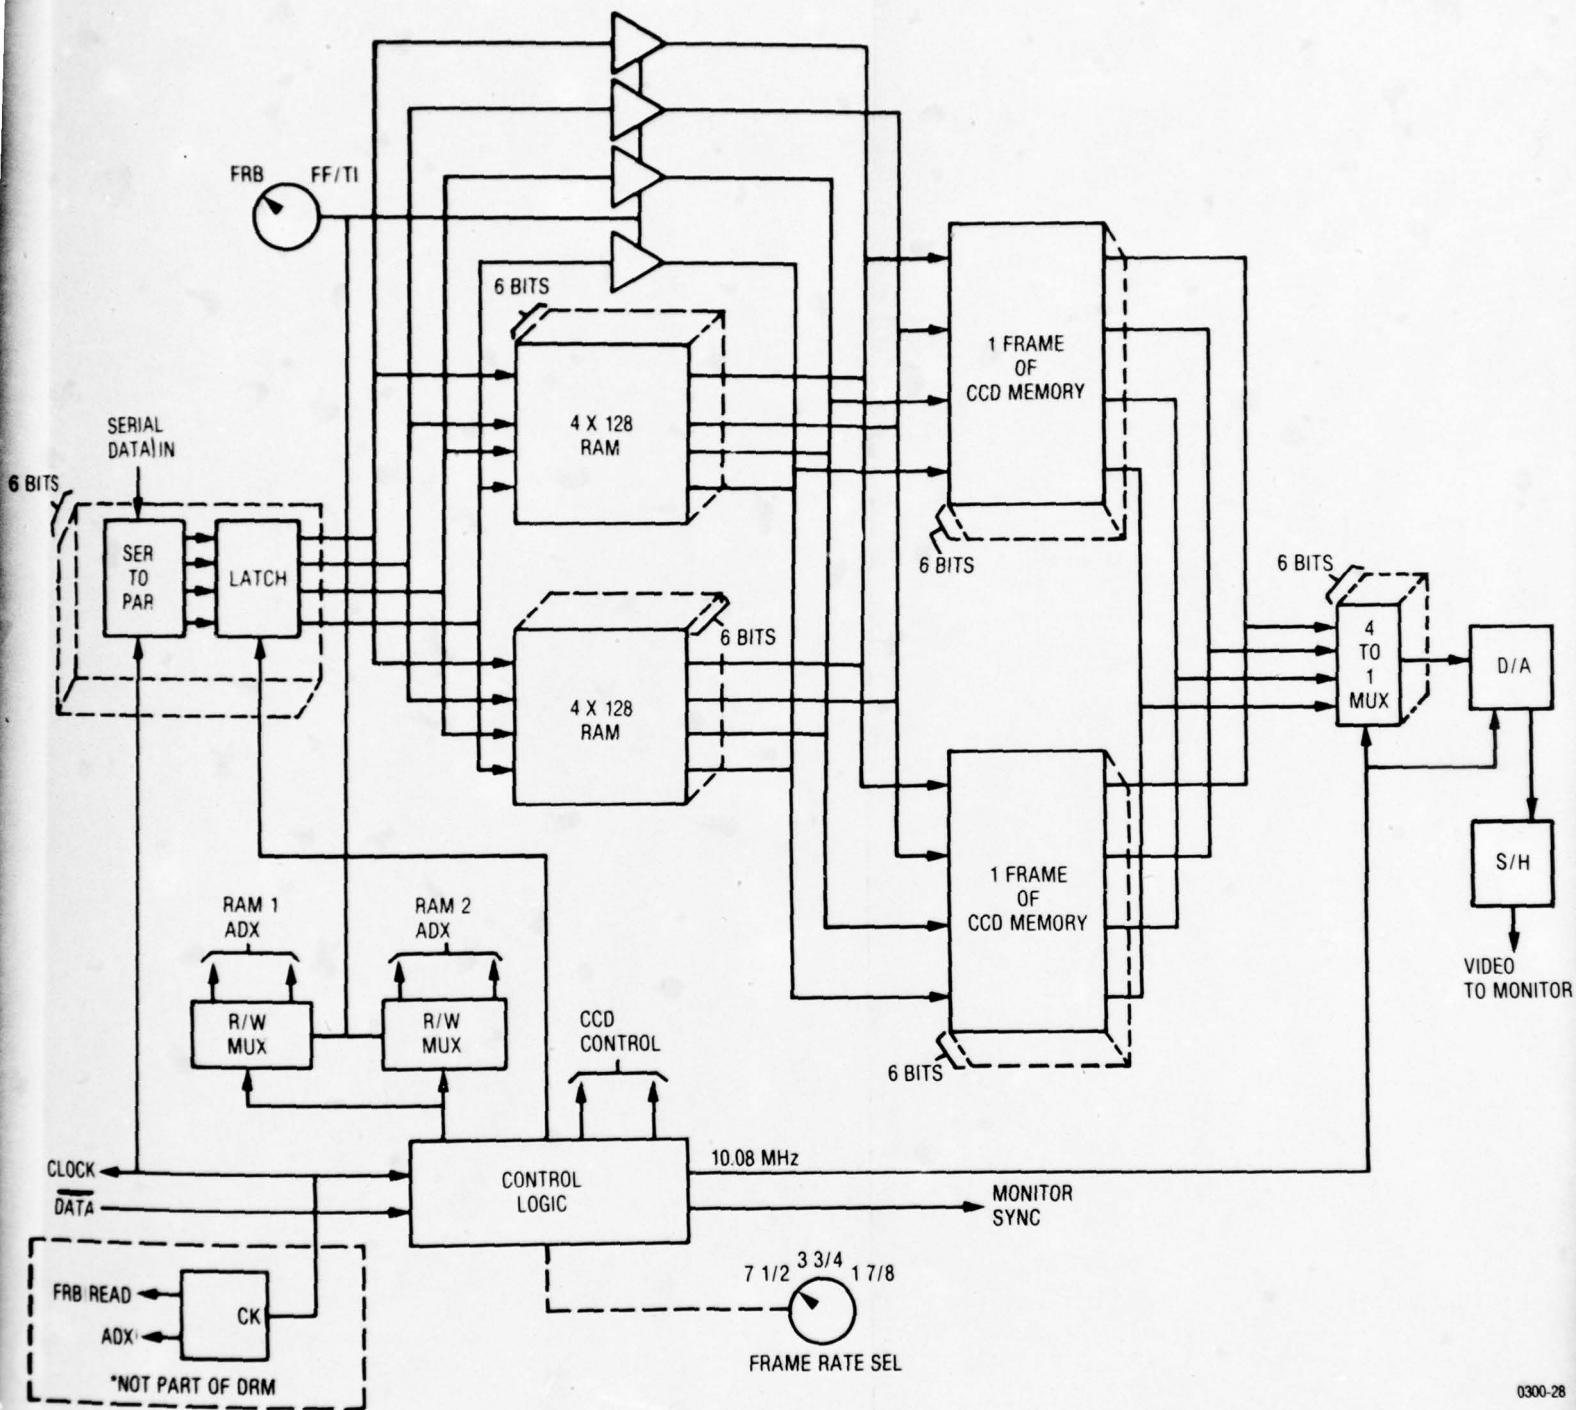 FRB
FF/TI
6 BITS
1 FRAME
OF
CCD MEMORY
4 X 128
RAM
SERIAL
DATA IN
6 BITS
SER
TO
PAR
LATCH
6 BITS
6 BITS
4
TO
1
MUX
D/A
6 BITS
4 X 128
RAM
S/H
1 FRAME
OF
CCD MEMORY
RAM 1
ADX
RAM 2
ADX
VIDEO
TO MONITOR
R/W
MUX
R/W
MUX
CCD
CONTROL
6 BITS
CLOCK
DATA
CONTROL
LOGIC
10.08 MHz
MONITOR
SYNC
7 1/2
3 3/4
1 7/8
FRB READ
CK
ADX
*NOT PART OF DRM
FRAME RATE SEL
0300-28